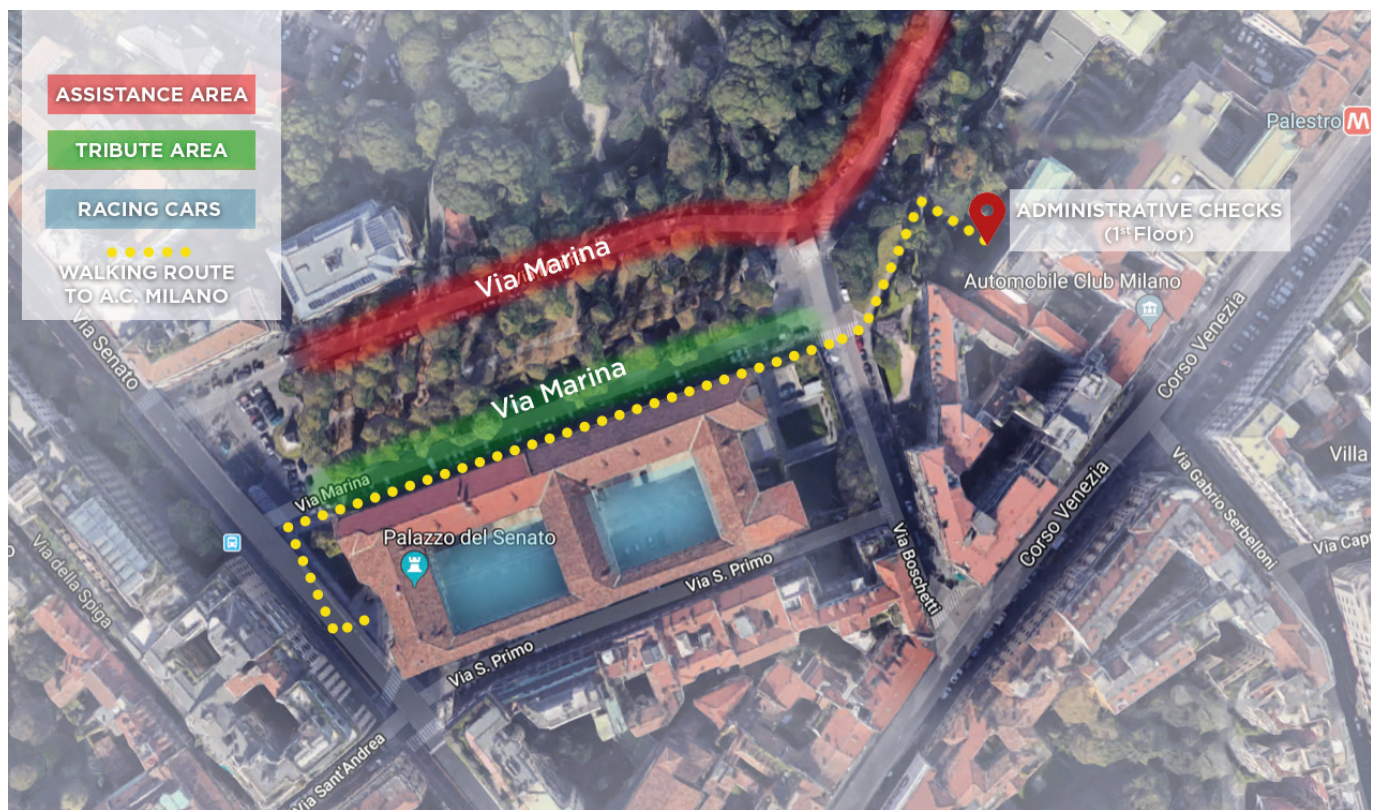 ASSISTANCE AREA
TRIBUTE AREA
RACING CARS
WALKING ROUTE
TO A.C. MILANO
Palestro M
ADMINISTRATIVE CHECKS
(1st Floor)
Automobile Club Milano
Via Marina
Via Marina
Via Marina
Via Senato
Corso Venezia
Corso Venezia
Villa
Via Gabrio Serbelloni
Via Capu
Palazzo del Senato
Via della Spiga
Via S. Primo
Via S. Primo
Via Boschetti
Via Sant'Andrea